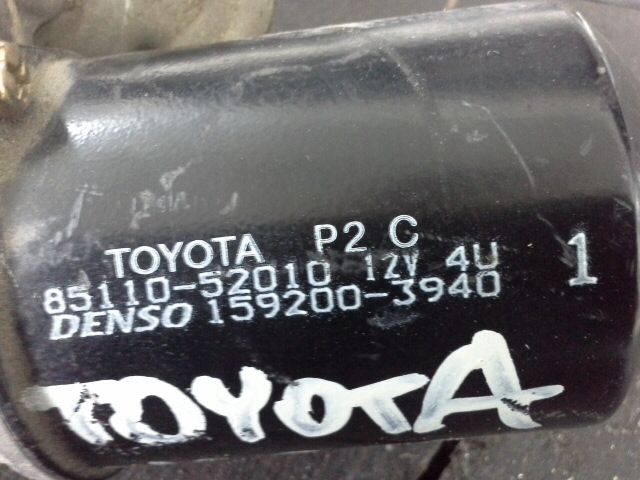 TOYOTA P2 C
85110-52010 12V 4U 1
DENSO 159200-3940
TOYOTA